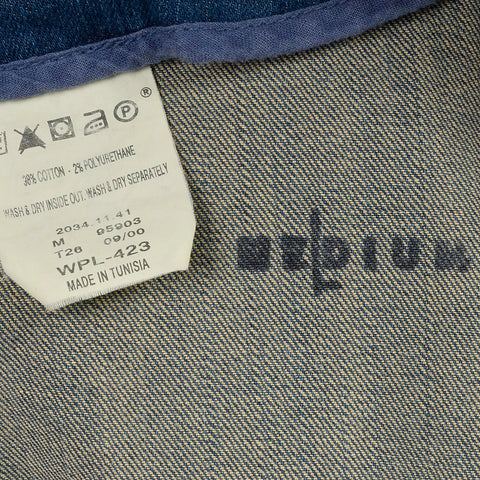 ®
P
98% COTTON - 2% POLYURETHANE
WASH & DRY INSIDE OUT. WASH & DRY SEPARATELY
2034.11.41
M 95903
T26 09/00
WPL-423
MADE IN TUNISIA
MEDIUM